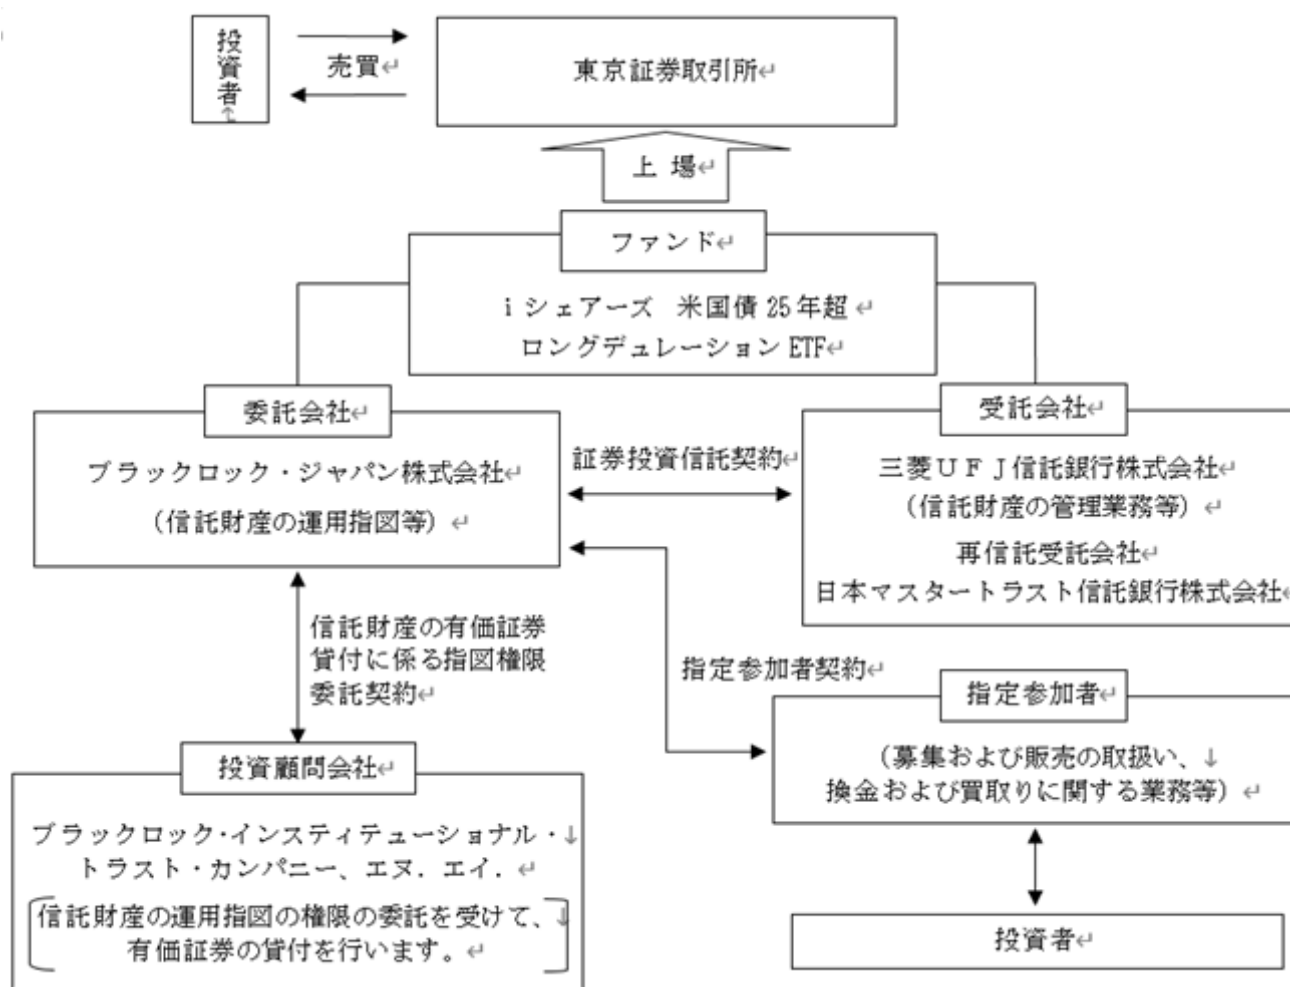 投資者
売買
東京証券取引所
上 場
ファンド
iシェアーズ 米国債 25年超
ロングデュレーション ETF
委託会社
ブラックロック・ジャパン株式会社
（信託財産の運用指図等）
証券投資信託契約
受託会社
三菱ＵＦＪ信託銀行株式会社
（信託財産の管理業務等）
再信託受託会社
日本マスタートラスト信託銀行株式会社
信託財産の有価証券
貸付に係る指図権限
委託契約
指定参加者契約
指定参加者
（募集および販売の取扱い、
換金および買取りに関する業務等）
投資顧問会社
ブラックロック・インスティテューショナル・
トラスト・カンパニー、エヌ．エイ．
信託財産の運用指図の権限の委託を受けて、
有価証券の貸付を行います。
投資者